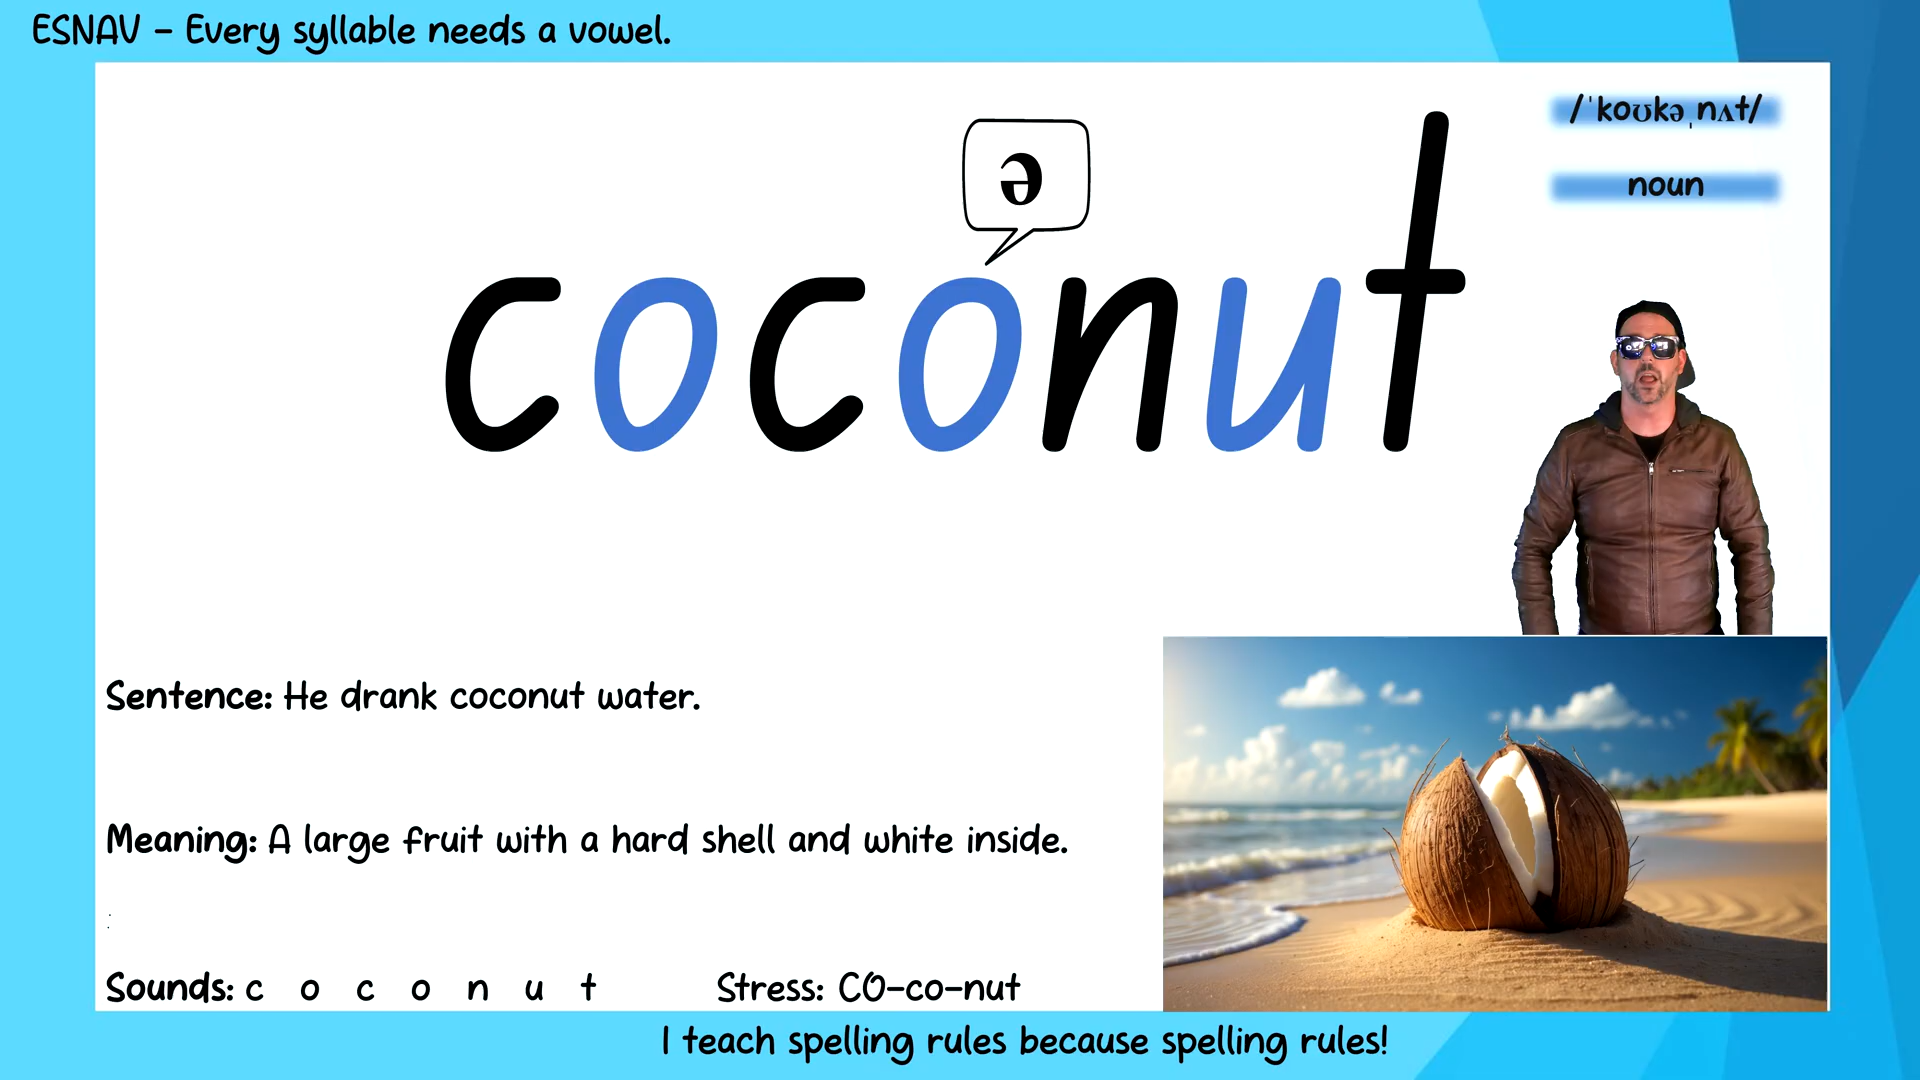 ESNAV - Every syllable needs a vowel.
/ˈkoʊkəˌnʌt/
noun
ə
coconut
Sentence: He drank coconut water.
Meaning: A large fruit with a hard shell and white inside.
:
Sounds: c o c o n u t
Stress: CO-co-nut
I teach spelling rules because spelling rules!